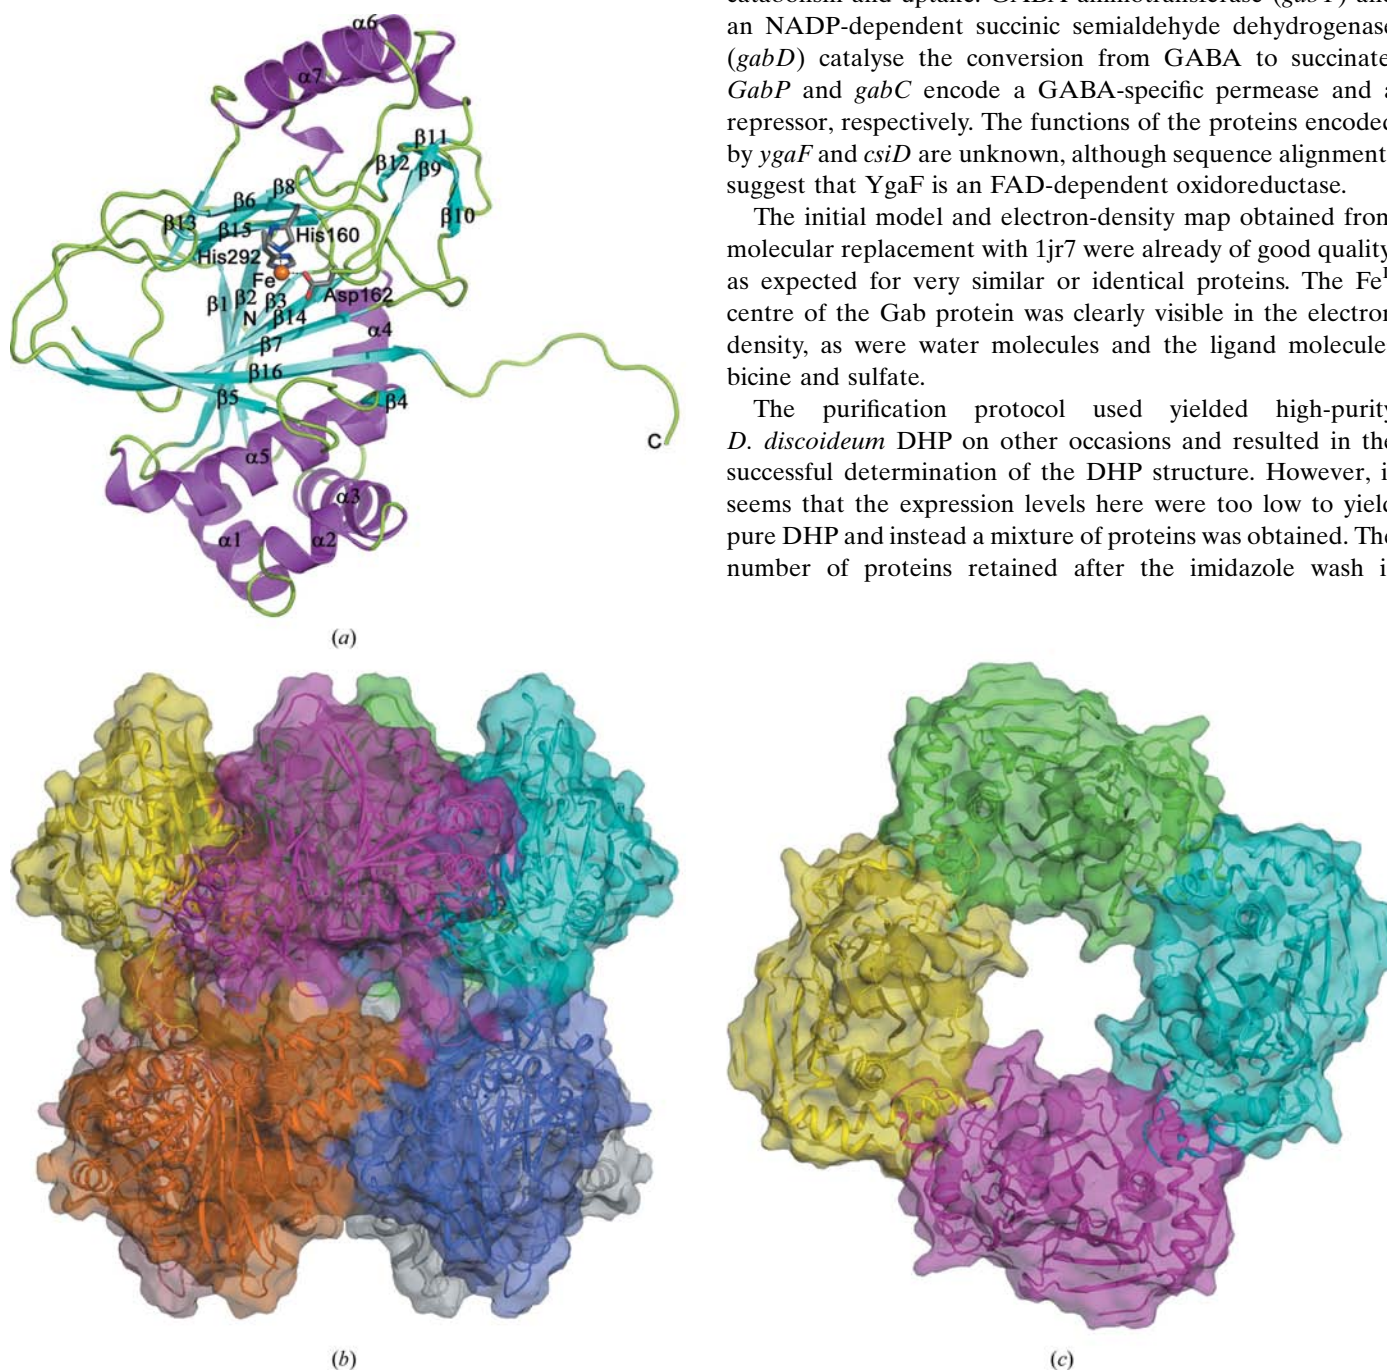 α6
α7
β11
β12
β9
β8
β6
β10
β13
β15
His160
His292
Fe
Asp162
β1
β2
β3
N
β14
α4
β7
β16
β5
β4
C
α5
α3
α1
α2
(a)
an NADP-dependent succinic semialdehyde dehydrogenase
(gabD) catalyse the conversion from GABA to succinate
GabP and gabC encode a GABA-specific permease and a
repressor, respectively. The functions of the proteins encoded
by ygaF and csiD are unknown, although sequence alignment
suggest that YgaF is an FAD-dependent oxidoreductase.
The initial model and electron-density map obtained from
molecular replacement with 1jr7 were already of good quality
as expected for very similar or identical proteins. The Fe
centre of the Gab protein was clearly visible in the electron
density, as were water molecules and the ligand molecule
bicine and sulfate.
The purification protocol used yielded high-purity
D. discoideum DHP on other occasions and resulted in the
successful determination of the DHP structure. However, i
seems that the expression levels here were too low to yield
pure DHP and instead a mixture of proteins was obtained. The
number of proteins retained after the imidazole wash i
(b)
(c)